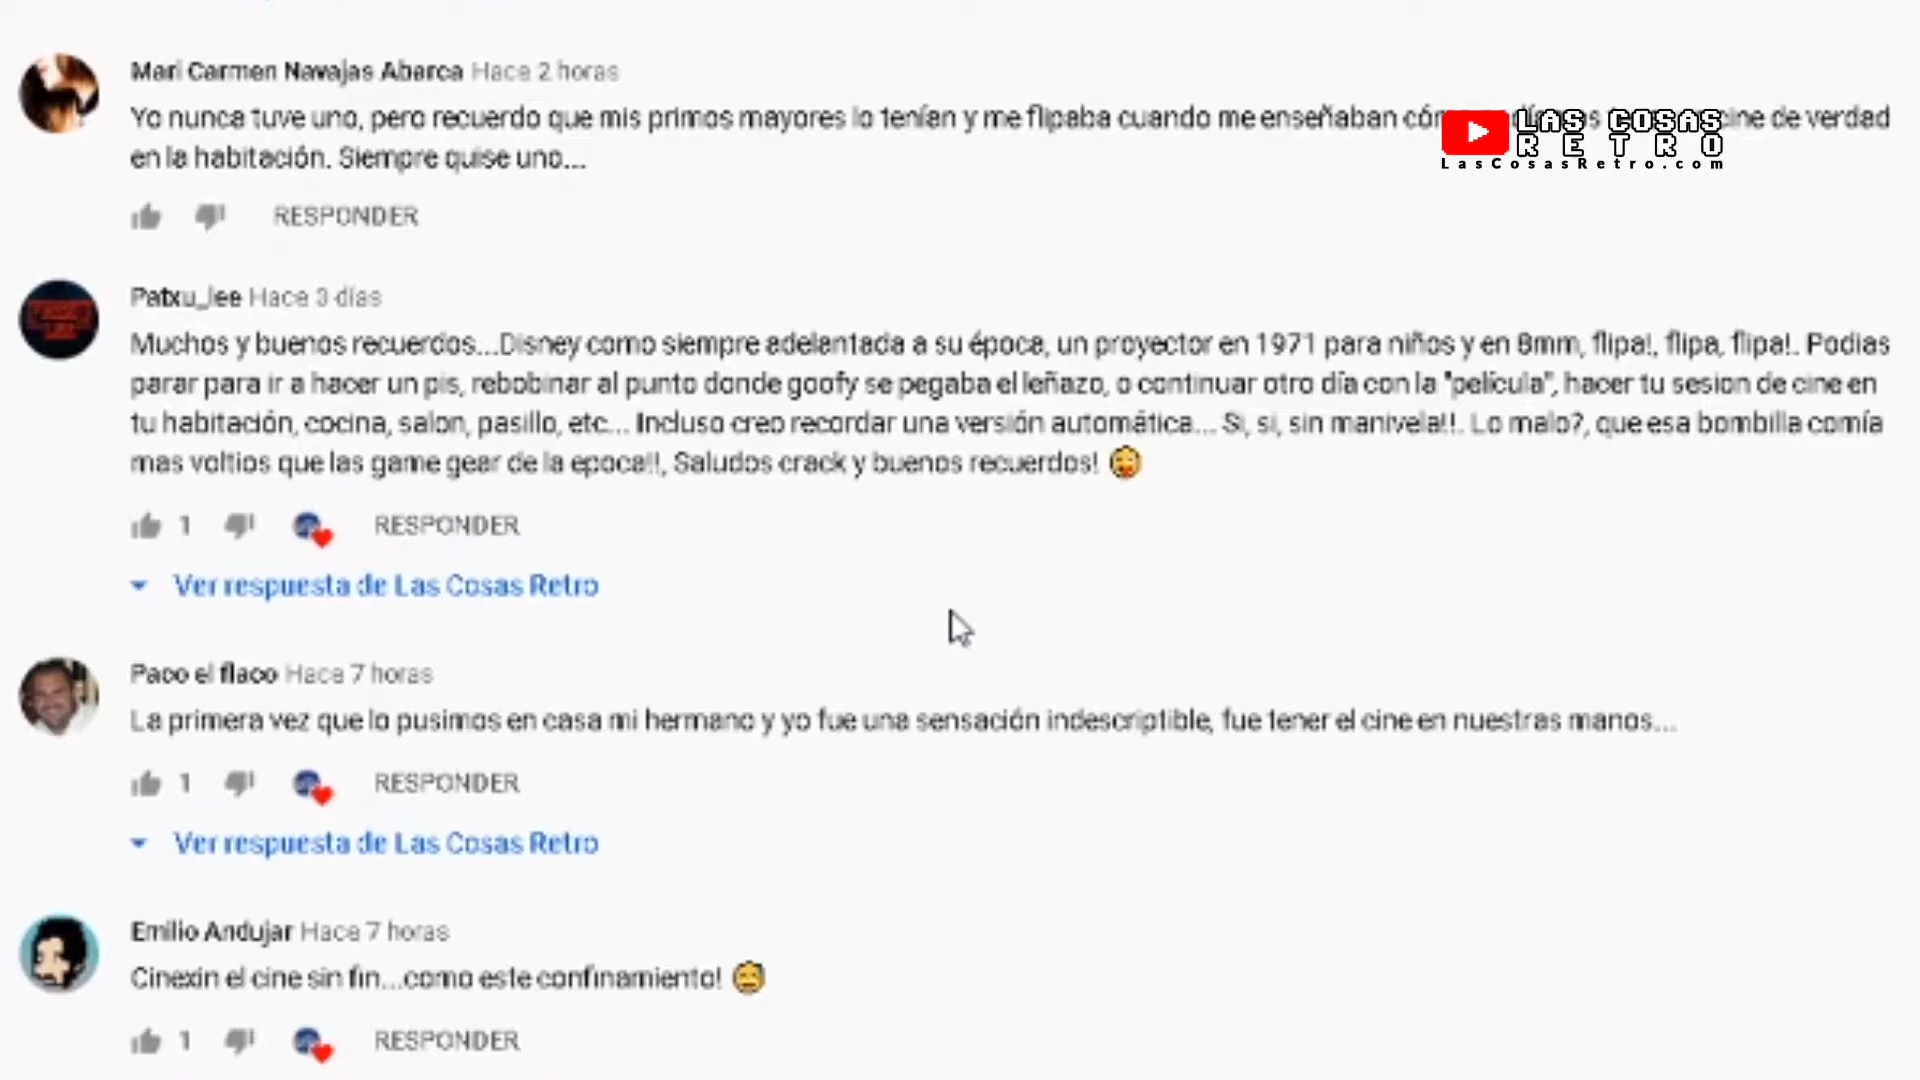 Mari Carmen Navajas Abarca Hace 2 horas
Yo nunca tuve uno, pero recuerdo que mis primos mayores lo tenían y me flipaba cuando me enseñaban cine de verdad
en la habitación. Siempre quise uno...
LAS COSAS
RETRO
LasCosasRetro.com
RESPONDER
Patxu_lee Hace 3 días
Muchos y buenos recuerdos...Disney como siempre adelantada a su época, un proyector en 1971 para niños y en 8mm, flipa!, flipa, flipa!. Podias
parar para ir a hacer un pis, rebobinar al punto donde goofy se pegaba el leñazo, o continuar otro día con la "película", hacer tu sesion de cine en
tu habitación, cocina, salon, pasillo, etc... Incluso creo recordar una versión automática... Si, si, sin manivela!!. Lo malo?, que esa bombilla comía
mas voltios que las game gear de la epoca!!, Saludos crack y buenos recuerdos! 😜
1 RESPONDER
Ver respuesta de Las Cosas Retro
Paco el flaco Hace 7 horas
La primera vez que lo pusimos en casa mi hermano y yo fue una sensación indescriptible, fue tener el cine en nuestras manos...
1 RESPONDER
Ver respuesta de Las Cosas Retro
Emilio Andujar Hace 7 horas
Cinexin el cine sin fin...como este confinamiento! 😅
1 RESPONDER